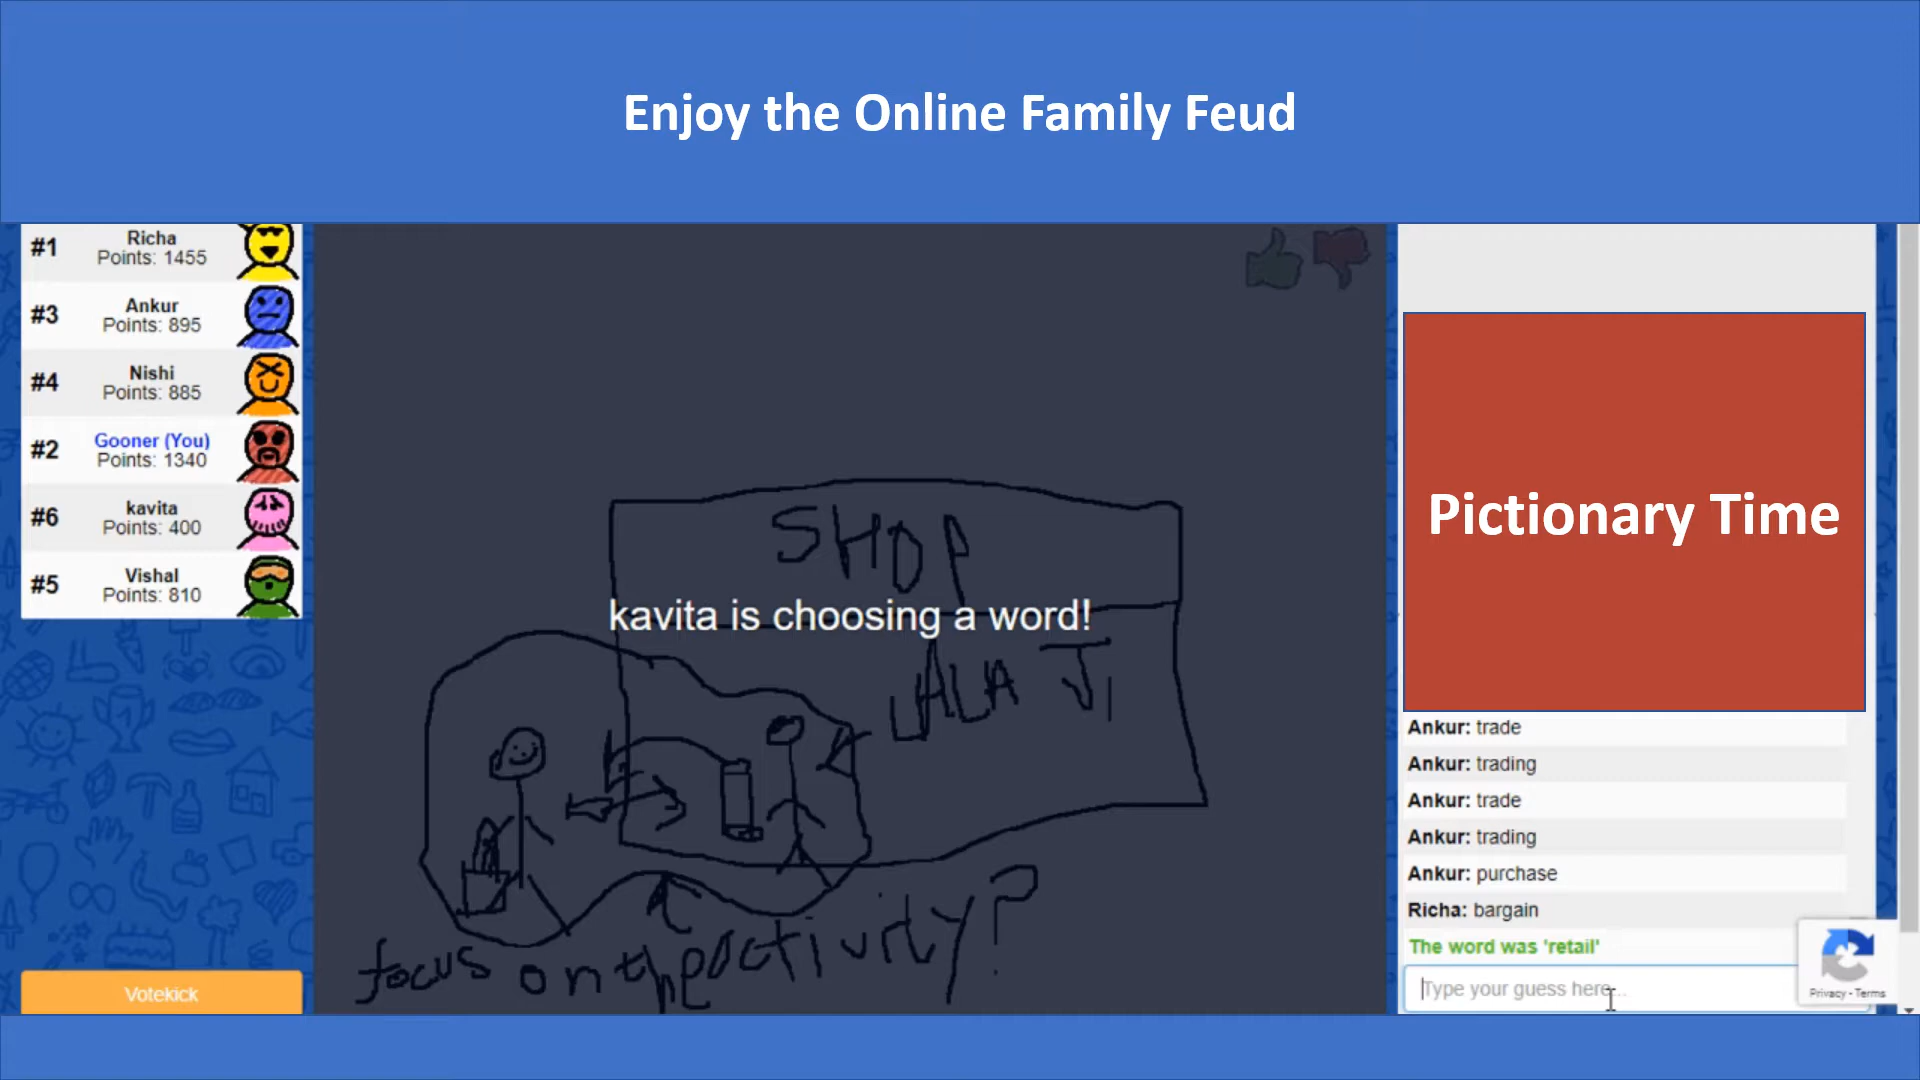 Enjoy the Online Family Feud
#1 Richa
Points: 1455
#3 Ankur
Points: 895
#4 Nishi
Points: 885
#2 Gooner (You)
Points: 1340
#6 kavita
Points: 400
#5 Vishal
Points: 810
Votekick
SHOP
kavita is choosing a word!
LALA JI
focus on the activity?
Pictionary Time
Ankur: trade
Ankur: trading
Ankur: trade
Ankur: trading
Ankur: purchase
Richa: bargain
The word was 'retail'
Type your guess here...
Privacy - Terms